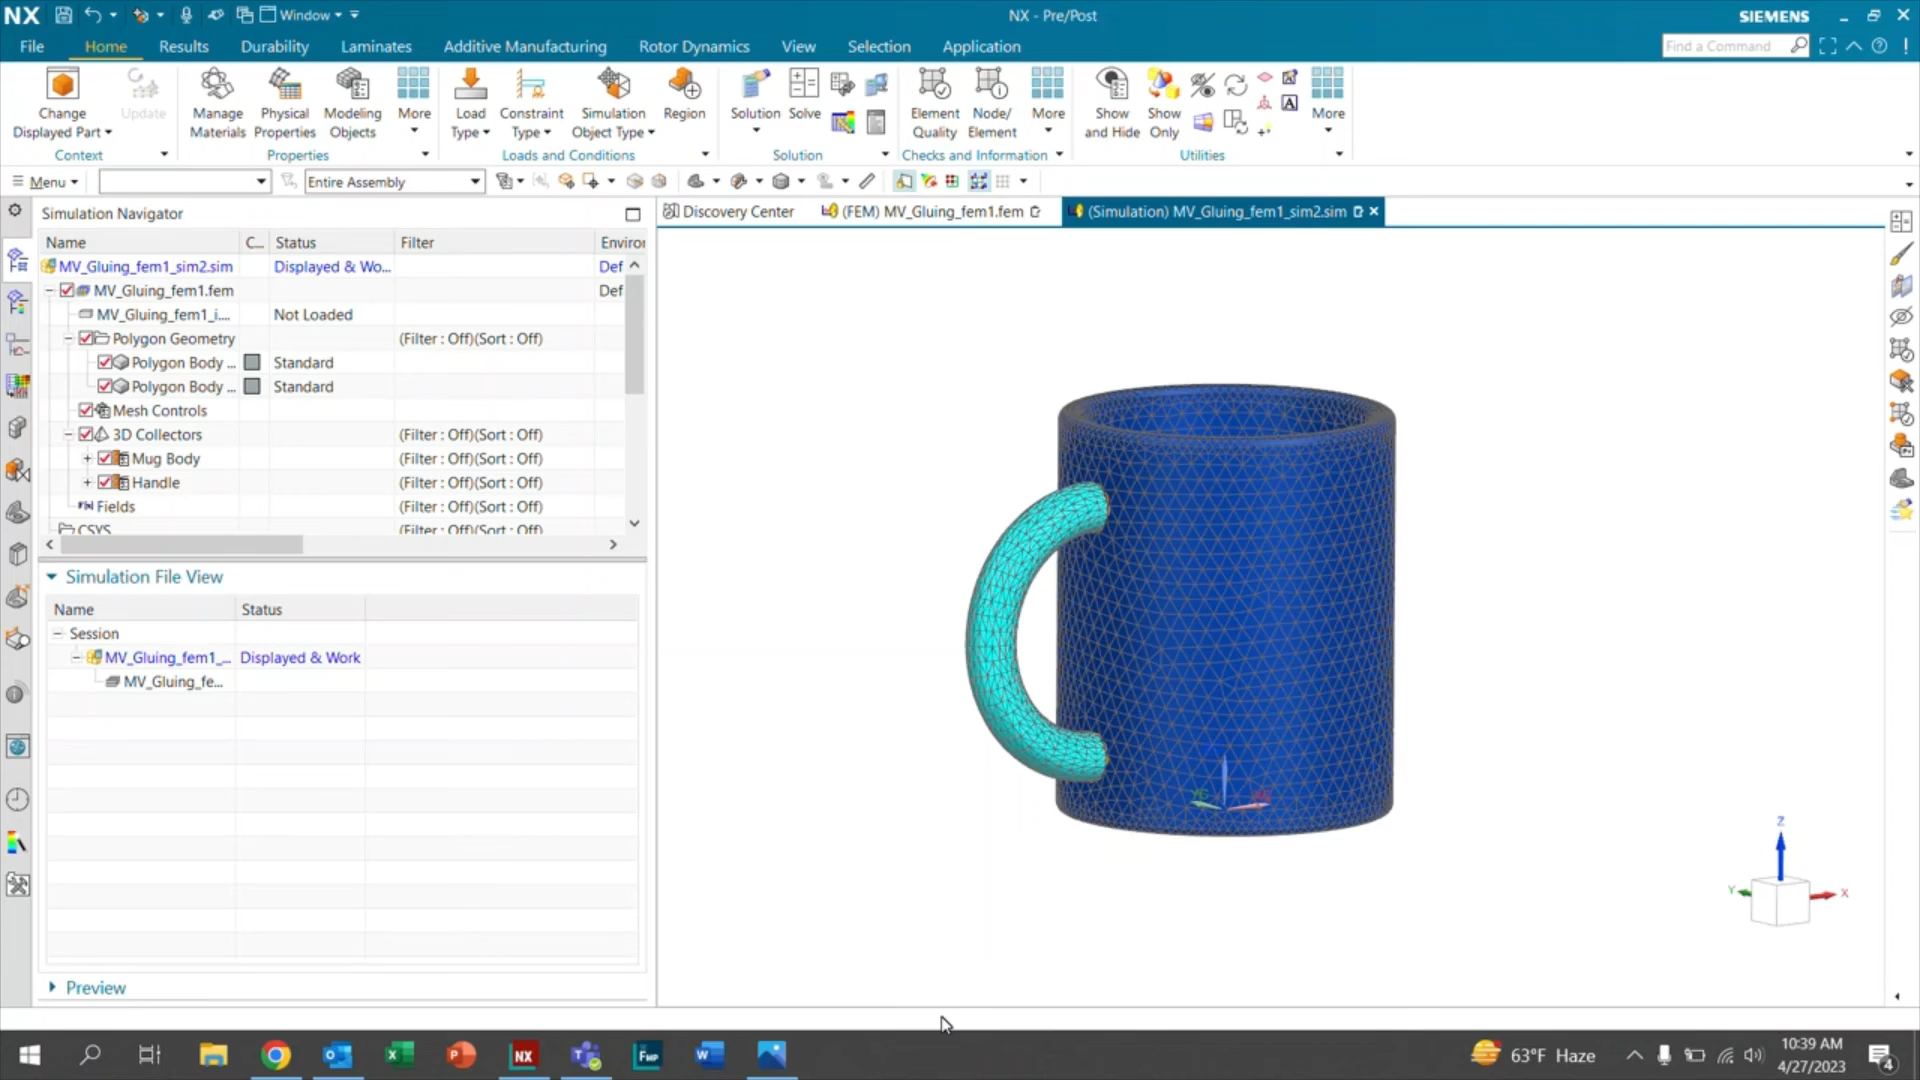 NX
Window
NX - Pre/Post
SIEMENS
File
Home
Results
Durability
Laminates
Additive Manufacturing
Rotor Dynamics
View
Selection
Application
Find a Command
Change
Displayed Part
Update
Manage
Materials
Physical
Properties
Modeling
Objects
More
Load
Type
Constraint
Type
Simulation
Object Type
Region
Solution
Solve
Element
Quality
Node/
Element
More
Show
and Hide
Show
Only
More
Context
Properties
Loads and Conditions
Solution
Checks and Information
Utilities
Menu
Entire Assembly
Simulation Navigator
Discovery Center
(FEM) MV_Gluing_fem1.fem
(Simulation) MV_Gluing_fem1_sim2.sim
Name C... Status Filter Enviror
MV_Gluing_fem1_sim2.sim Displayed & Wo... Def
MV_Gluing_fem1.fem Def
MV_Gluing_fem1_i.... Not Loaded
Polygon Geometry (Filter : Off)(Sort : Off)
Polygon Body ... Standard
Polygon Body ... Standard
Mesh Controls
3D Collectors (Filter : Off)(Sort : Off)
Mug Body (Filter : Off)(Sort : Off)
Handle (Filter : Off)(Sort : Off)
Fields (Filter : Off)(Sort : Off)
CSYS (Filter : Off)(Sort : Off)
Simulation File View
Name Status
Session
MV_Gluing_fem1_... Displayed & Work
MV_Gluing_fe...
Preview
Z
Y
X
63°F Haze
10:39 AM
4/27/2023
4